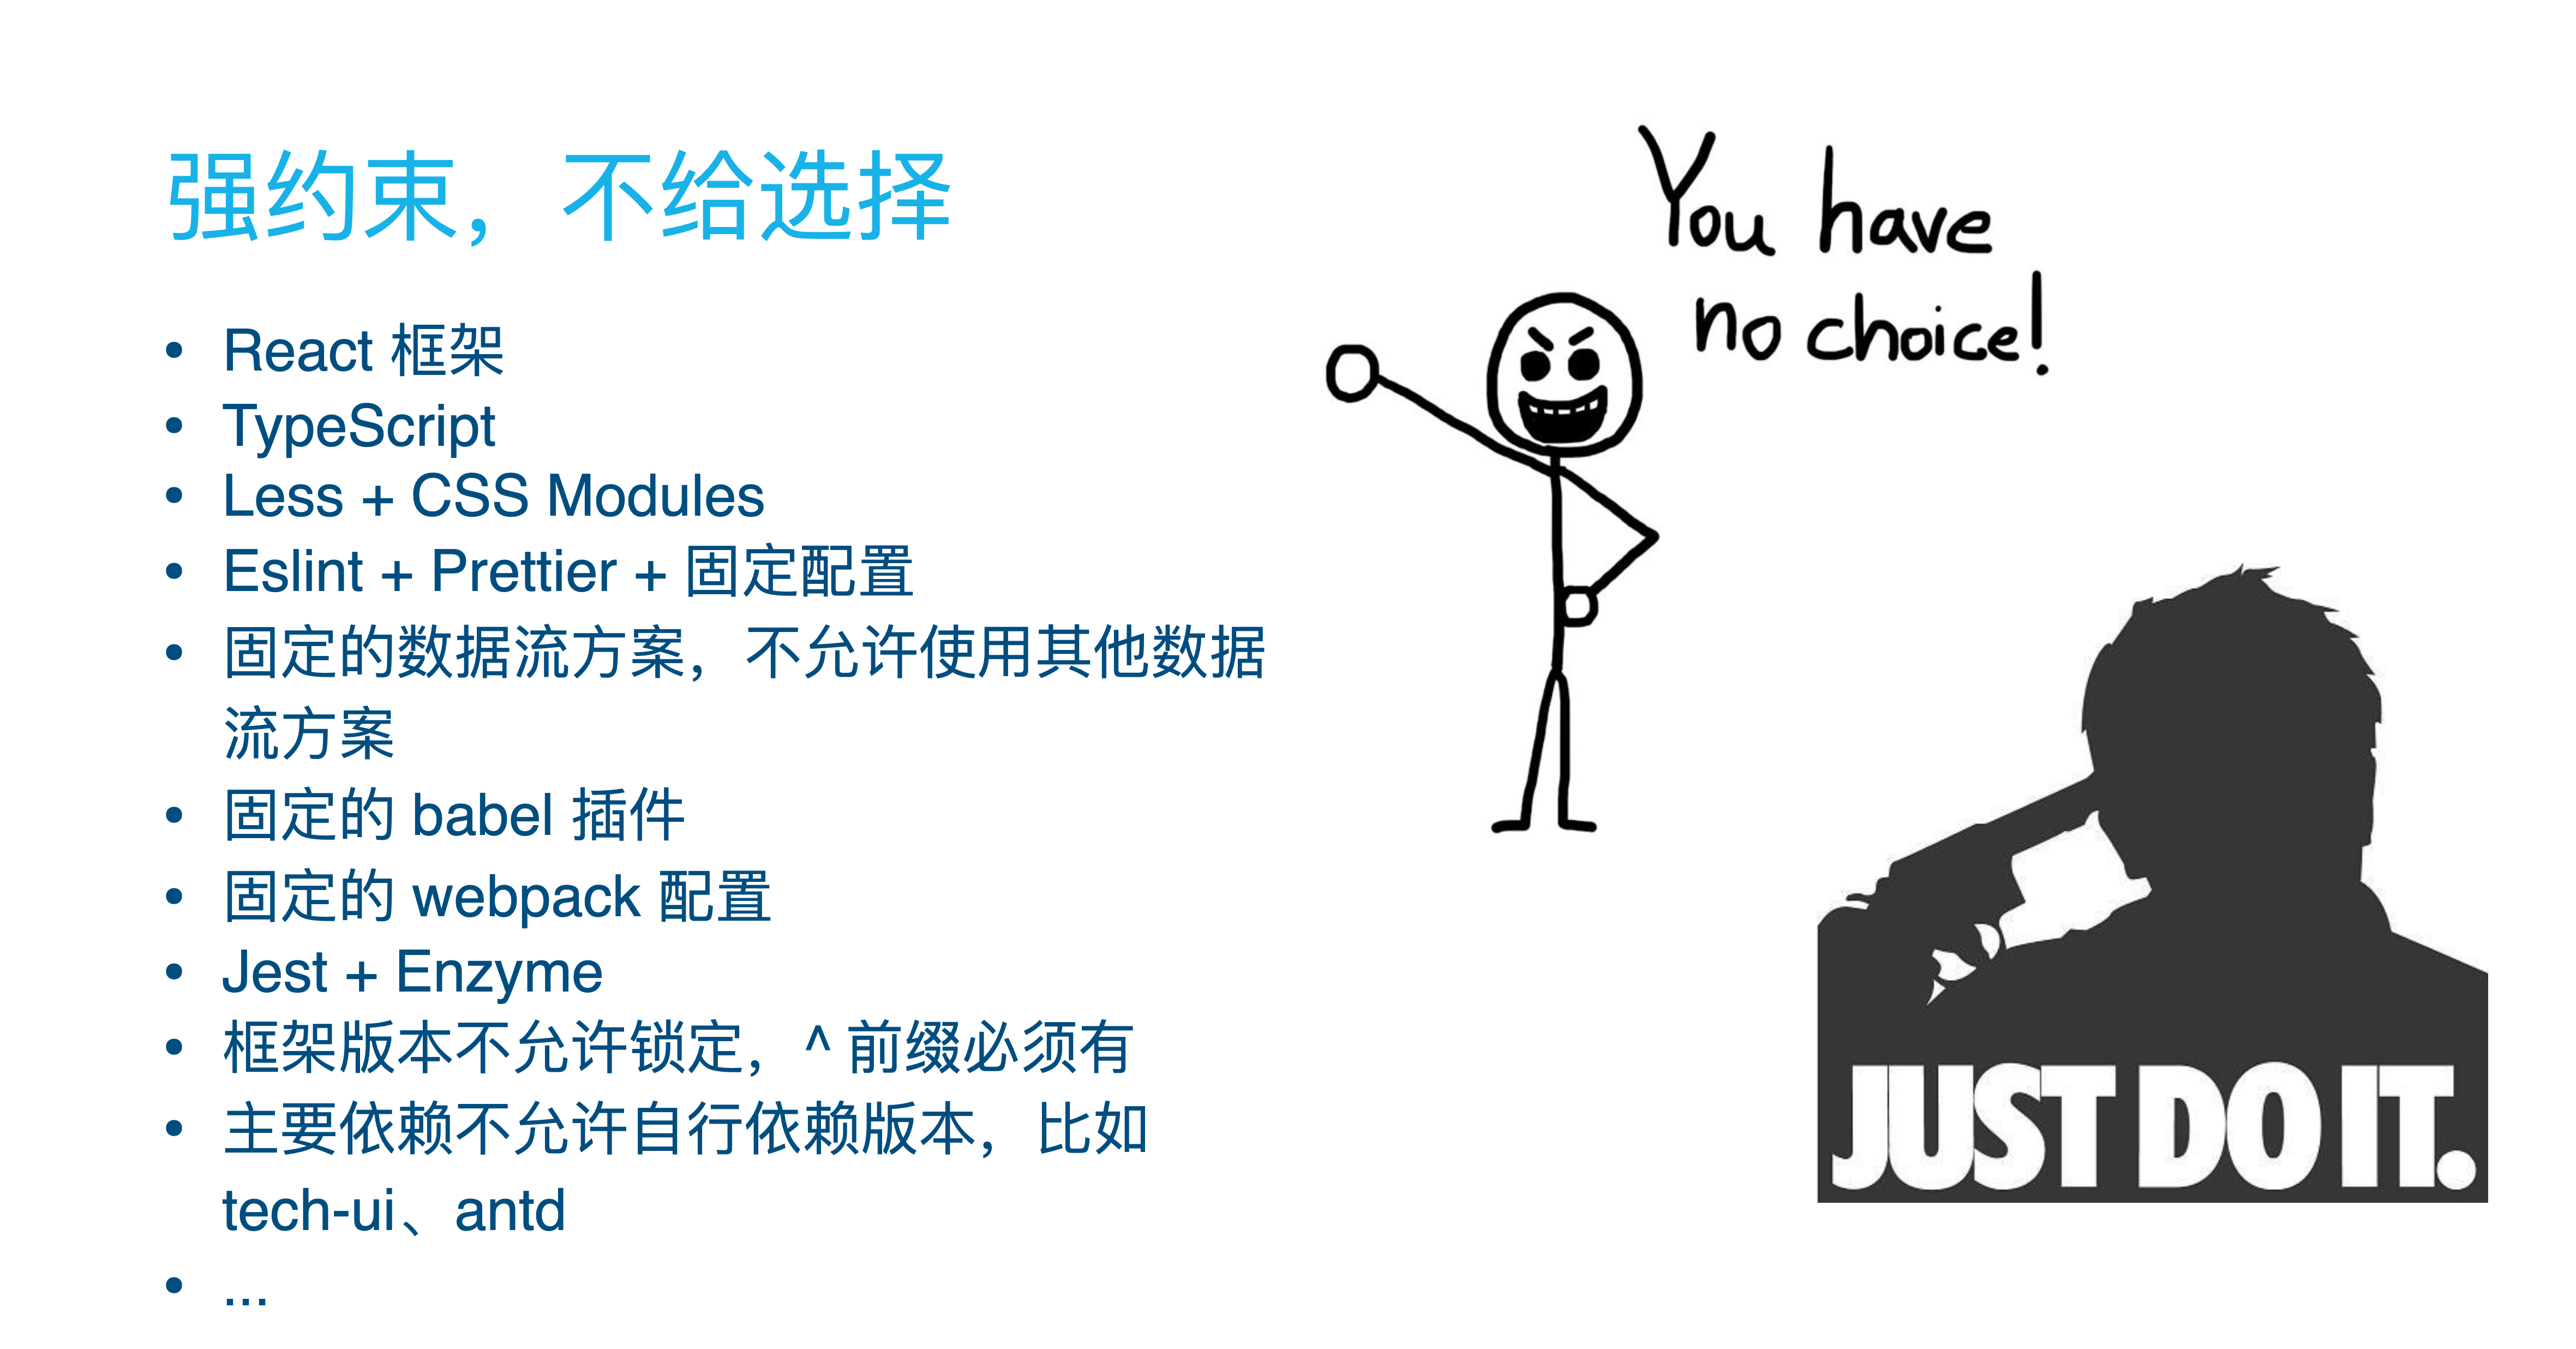 强约束，不给选择
• React 框架
• TypeScript
• Less + CSS Modules
• Eslint + Prettier + 固定配置
• 固定的数据流方案，不允许使用其他数据
流方案
• 固定的 babel 插件
• 固定的 webpack 配置
• Jest + Enzyme
• 框架版本不允许锁定，^ 前缀必须有
• 主要依赖不允许自行依赖版本，比如
tech-ui、antd
• ...
You have
no choice!
JUST DO IT.